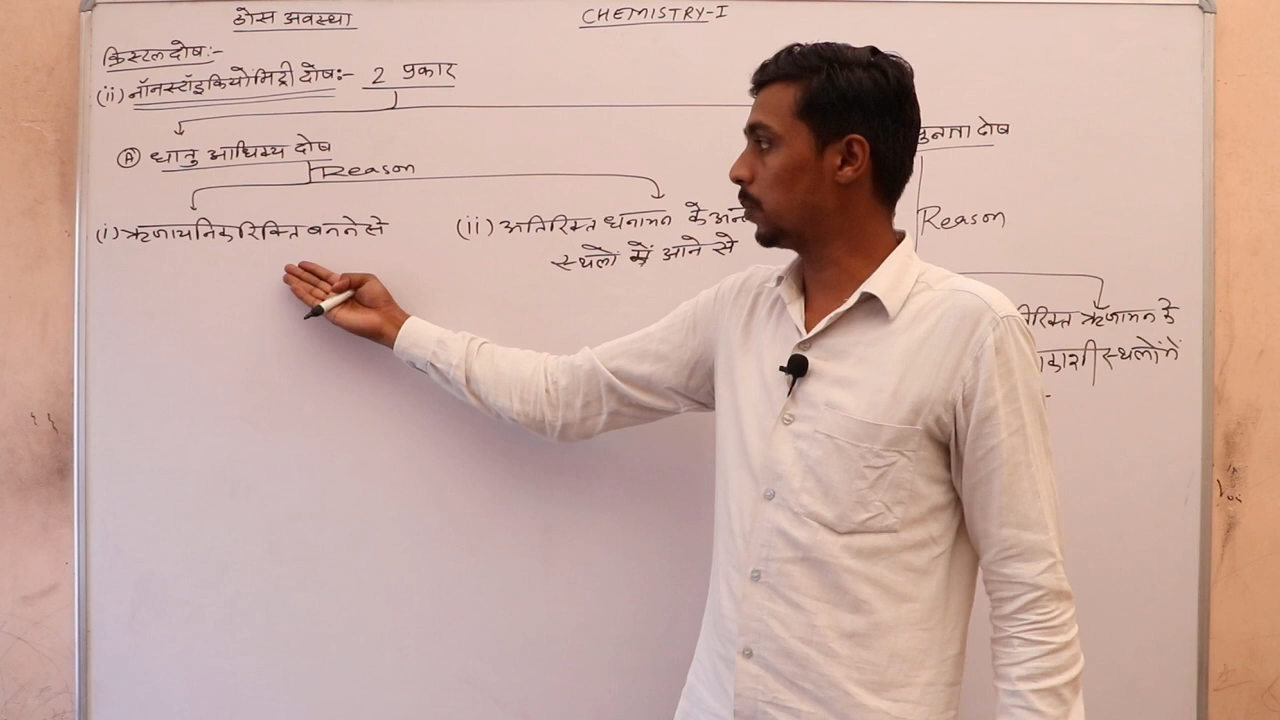 ठोस अवस्था
CHEMISTRY-I
क्रिस्टल दोष:-
(ii) नॉनस्टॉइकियोमिट्री दोष:- 2 प्रकार
(A) धातु आधिक्य दोष
Reason
(i) ऋणायनिक रिक्ति बनने से
(ii) अतिरिक्त धनायन के अन्त
स्थलों में आने से
न्युनता दोष
Reason
तिरिक्त ऋणायन के
काशी स्थलों में